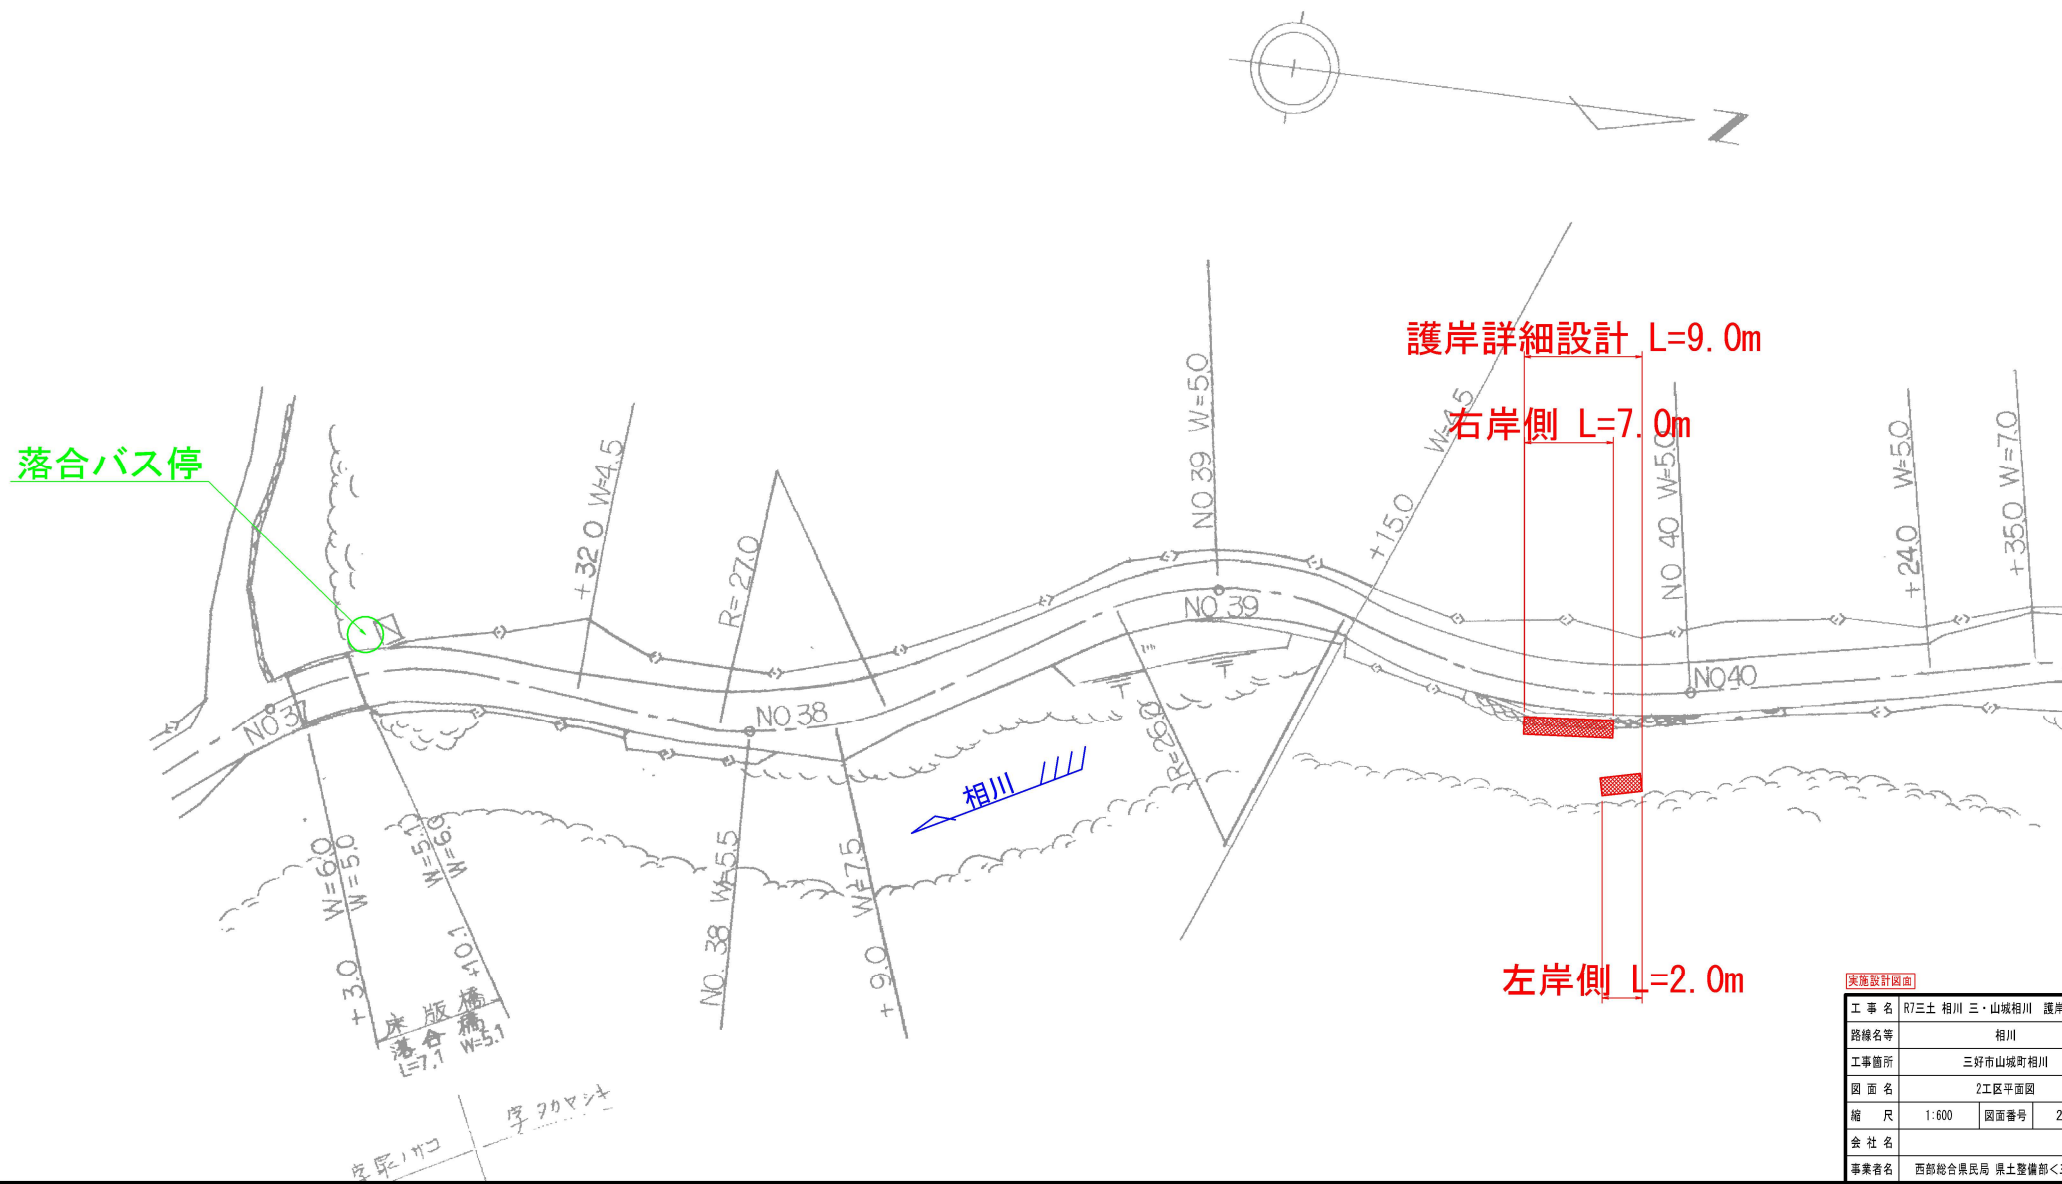 N
護岸詳細設計 L=9.0m
右岸側 L=7.0m
落合バス停
+32.0 W=4.5
R=27.0
NO 39 W=5.0
+15.0 W=4.5
NO 40 W=5.0
+24.0 W=5.0
+35.0 W=7.0
NO 37
NO 38
NO 39
NO 40
R=26.0
相川
W=6.0
W=5.0
+3.0
W=5.1
W=6.0
+10.1
NO. 38 W=5.5
+9.0 W=7.5
左岸側 L=2.0m
床版橋
落合橋
L=7.1 W=5.1
字タカヤシキ
実施設計図面
工事名 R7三土 相川 三・山城相川 護岸
路線名等 相川
工事箇所 三好市山城町相川
図面名 2工区平面図
縮尺 1:600 図面番号 2
会社名
事業者名 西部総合県民局 県土整備部<三